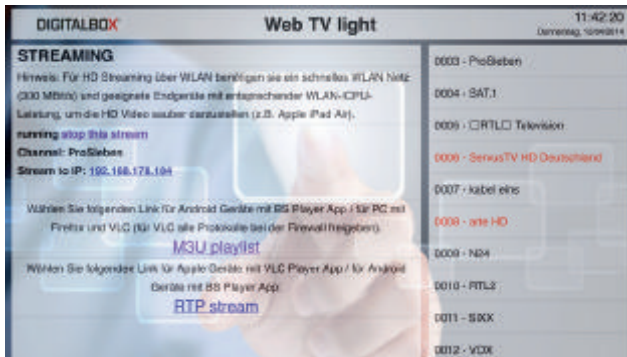 DIGITALBOX
Web TV light
11:42:20
Donnerstag, 10/04/2014
STREAMING
Hinweis: Für HD Streaming über WLAN benötigen sie ein schnelles WLAN Netz
(300 MBit/s) und geeignete Endgeräte mit entsprechender WLAN-/CPU-
Leistung, um die HD Video sauber darzustellen (z.B. Apple iPad Air).
running stop this stream
Channel: ProSieben
Stream to IP: 192.168.178.104
Wählen Sie folgenden Link für Android Geräte mit BS Player App / für PC mit
Firefox und VLC (für VLC alle Protokolle bei der Firewall freigeben).
M3U playlist
Wählen Sie folgenden Link für Apple Geräte mit VLC Player App / für Android
Geräte mit BS Player App.
RTP stream
0003 - ProSieben
0004 - SAT.1
0005 - □RTL□ Television
0006 - ServusTV HD Deutschland
0007 - kabel eins
0008 - arte HD
0009 - N24
0010 - RTL2
0011 - SIXX
0012 - VOX